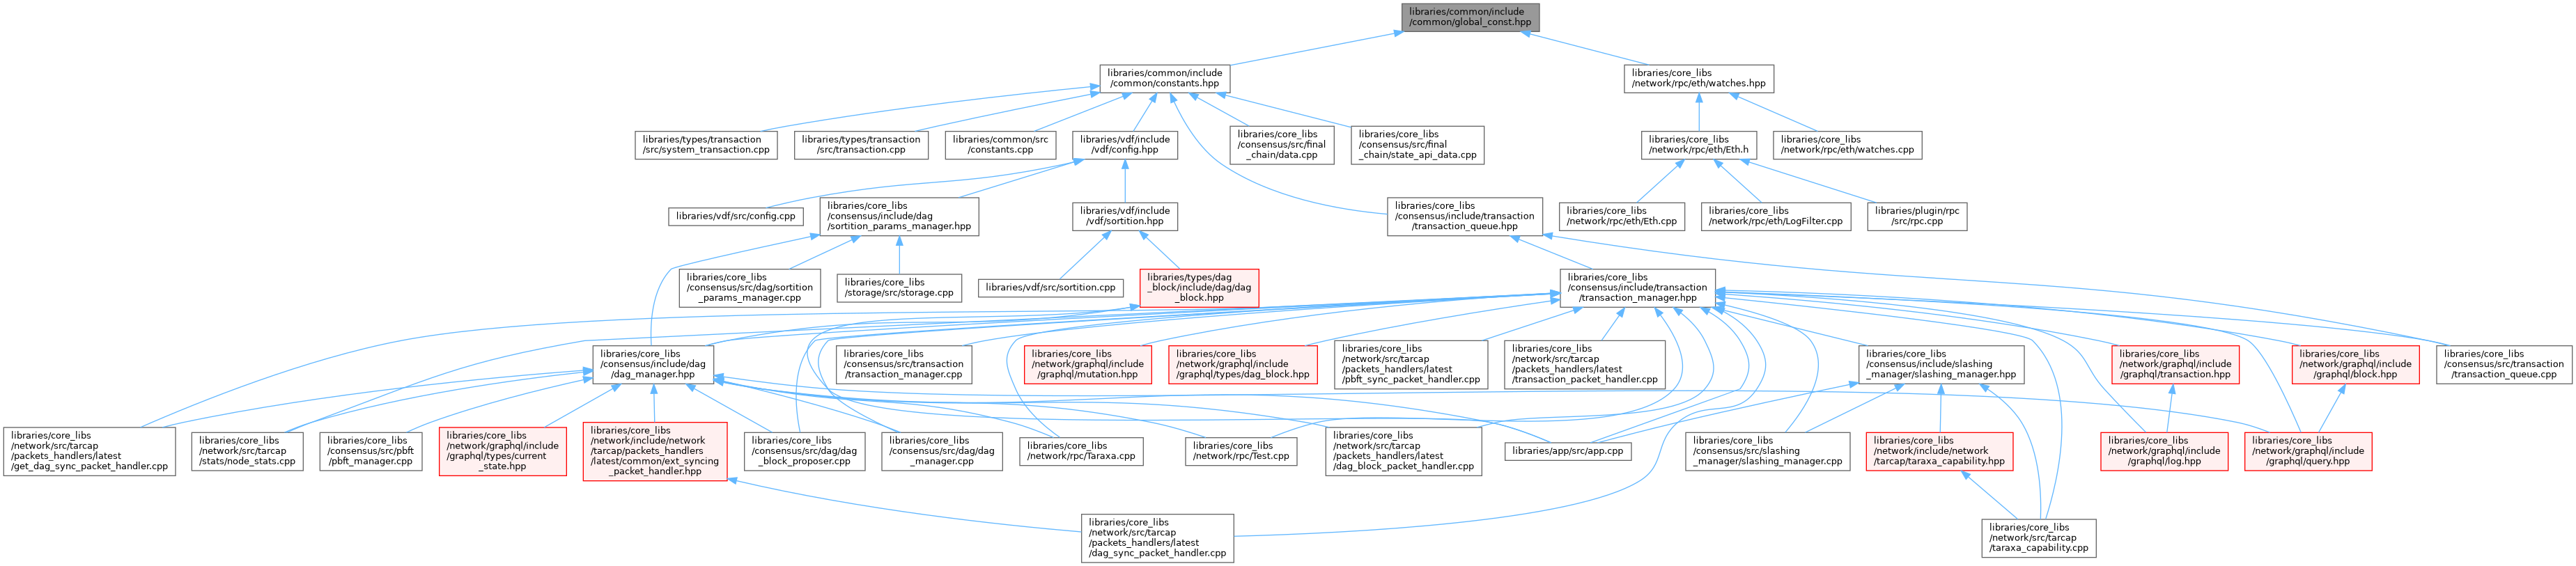 libraries/common/include
/common/global_const.hpp
libraries/common/include
/common/constants.hpp
libraries/core_libs
/network/rpc/eth/watches.hpp
libraries/types/transaction
/src/system_transaction.cpp
libraries/types/transaction
/src/transaction.cpp
libraries/common/src
/constants.cpp
libraries/vdf/include
/vdf/config.hpp
libraries/core_libs
/consensus/src/final
_chain/data.cpp
libraries/core_libs
/consensus/src/final
_chain/state_api_data.cpp
libraries/core_libs
/network/rpc/eth/Eth.h
libraries/core_libs
/network/rpc/eth/watches.cpp
libraries/vdf/src/config.cpp
libraries/core_libs
/consensus/include/dag
/sortition_params_manager.hpp
libraries/vdf/include
/vdf/sortition.hpp
libraries/core_libs
/consensus/include/transaction
/transaction_queue.hpp
libraries/core_libs
/network/rpc/eth/Eth.cpp
libraries/core_libs
/network/rpc/eth/LogFilter.cpp
libraries/plugin/rpc
/src/rpc.cpp
libraries/core_libs
/consensus/src/dag/sortition
_params_manager.cpp
libraries/core_libs
/storage/src/storage.cpp
libraries/vdf/src/sortition.cpp
libraries/types/dag
_block/include/dag/dag
_block.hpp
libraries/core_libs
/consensus/include/transaction
/transaction_manager.hpp
libraries/core_libs
/consensus/include/dag
/dag_manager.hpp
libraries/core_libs
/consensus/src/transaction
/transaction_manager.cpp
libraries/core_libs
/network/graphql/include
/graphql/mutation.hpp
libraries/core_libs
/network/graphql/include
/graphql/types/dag_block.hpp
libraries/core_libs
/network/src/tarcap
/packets_handlers/latest
/pbft_sync_packet_handler.cpp
libraries/core_libs
/network/src/tarcap
/packets_handlers/latest
/transaction_packet_handler.cpp
libraries/core_libs
/consensus/include/slashing
_manager/slashing_manager.hpp
libraries/core_libs
/network/graphql/include
/graphql/transaction.hpp
libraries/core_libs
/network/graphql/include
/graphql/block.hpp
libraries/core_libs
/consensus/src/transaction
/transaction_queue.cpp
libraries/core_libs
/network/src/tarcap
/packets_handlers/latest
/get_dag_sync_packet_handler.cpp
libraries/core_libs
/network/src/tarcap
/stats/node_stats.cpp
libraries/core_libs
/consensus/src/pbft
/pbft_manager.cpp
libraries/core_libs
/network/graphql/include
/graphql/types/current
_state.hpp
libraries/core_libs
/network/include/network
/tarcap/packets_handlers
/latest/common/ext_syncing
_packet_handler.hpp
libraries/core_libs
/consensus/src/dag/dag
_block_proposer.cpp
libraries/core_libs
/consensus/src/dag/dag
_manager.cpp
libraries/core_libs
/network/rpc/Taraxa.cpp
libraries/core_libs
/network/rpc/Test.cpp
libraries/core_libs
/network/src/tarcap
/packets_handlers/latest
/dag_block_packet_handler.cpp
libraries/app/src/app.cpp
libraries/core_libs
/consensus/src/slashing
_manager/slashing_manager.cpp
libraries/core_libs
/network/include/network
/tarcap/taraxa_capability.hpp
libraries/core_libs
/network/graphql/include
/graphql/log.hpp
libraries/core_libs
/network/graphql/include
/graphql/query.hpp
libraries/core_libs
/network/src/tarcap
/packets_handlers/latest
/dag_sync_packet_handler.cpp
libraries/core_libs
/network/src/tarcap
/taraxa_capability.cpp